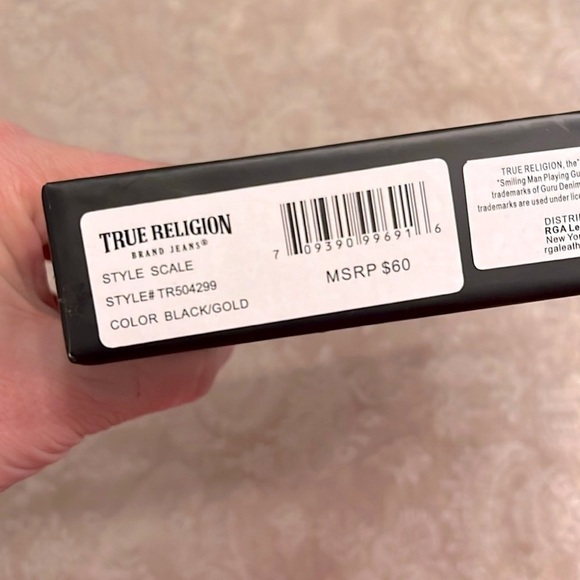 TRUE RELIGION
BRAND JEANS®
STYLE SCALE
STYLE# TR504299
COLOR BLACK/GOLD
7 09390 99691 6
MSRP $60
TRUE RELIGION, the
"Smiling Man Playing Gu
trademarks of Guru Denim
trademarks are used under lice
DISTRI
RGA Le
New Yor
rgaleath